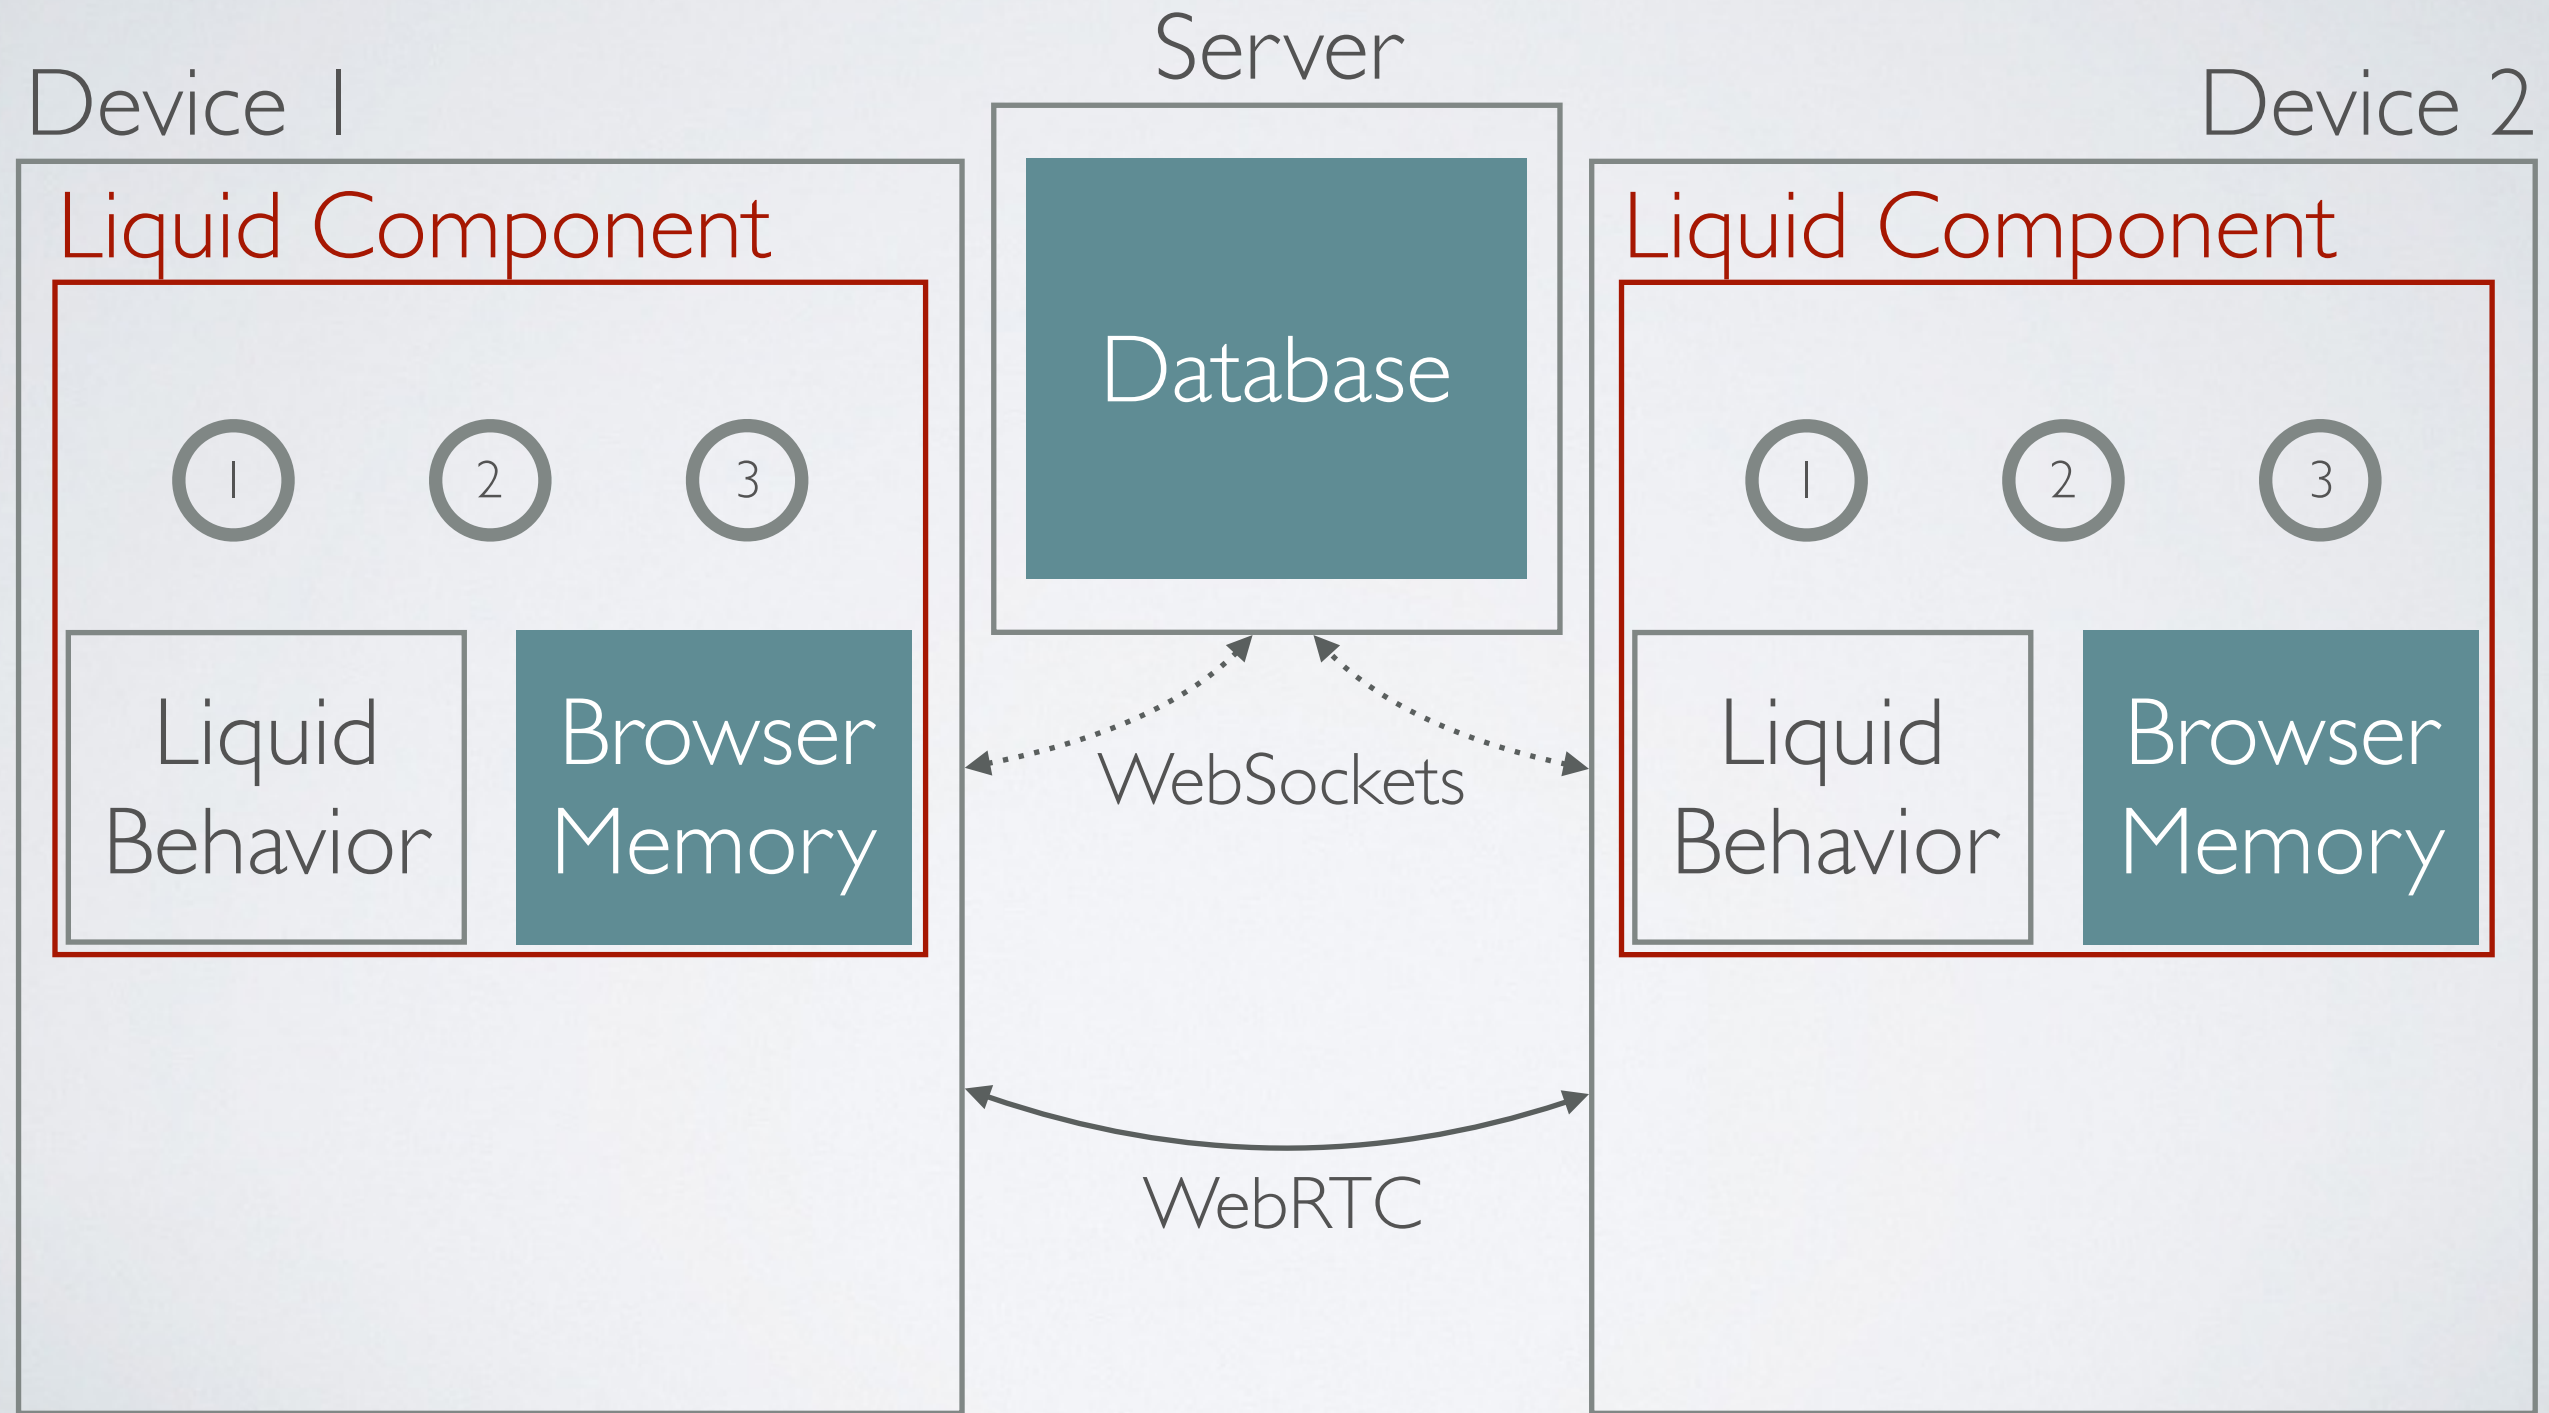 Server
Device 1
Device 2
Liquid Component
Database
Liquid Component
1
2
3
1
2
3
Liquid
Behavior
Browser
Memory
WebSockets
Liquid
Behavior
Browser
Memory
WebRTC